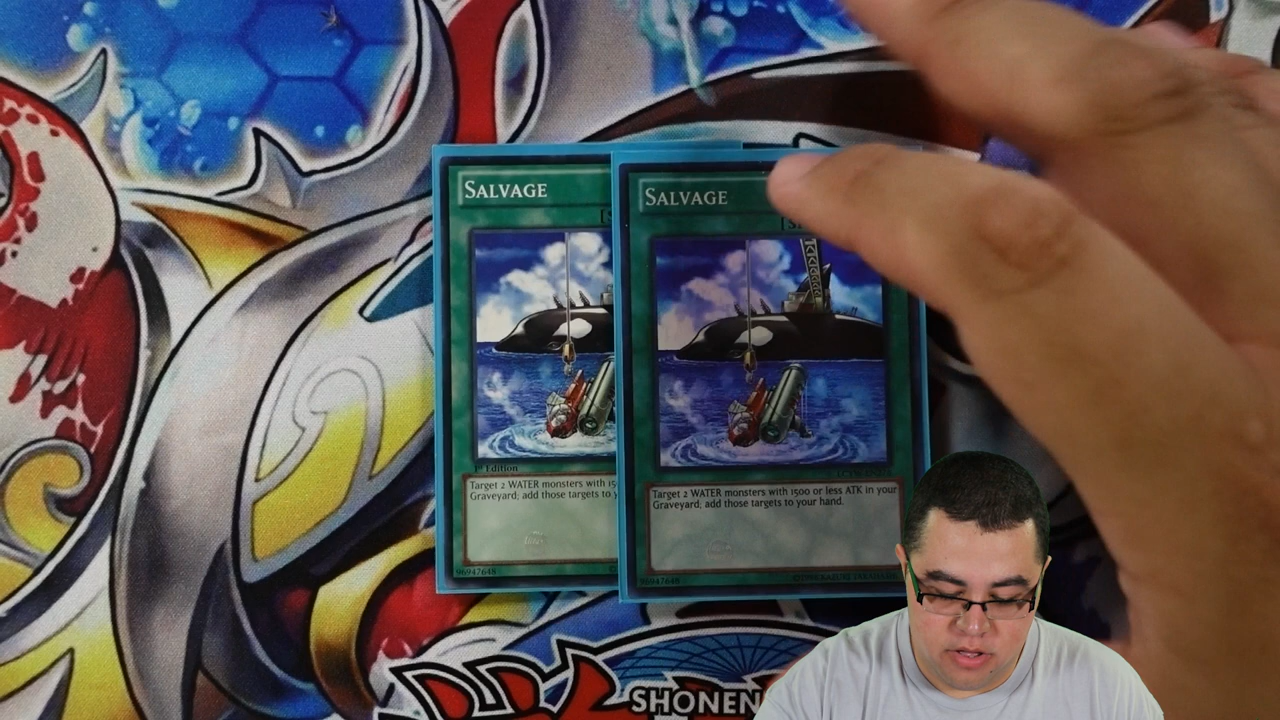 SALVAGE
1st Edition
Target 2 WATER monsters with 15
Graveyard; add those targets to y
96947648
SALVAGE
Target 2 WATER monsters with 1500 or less ATK in your
Graveyard; add those targets to your hand.
96947648
SHONEN